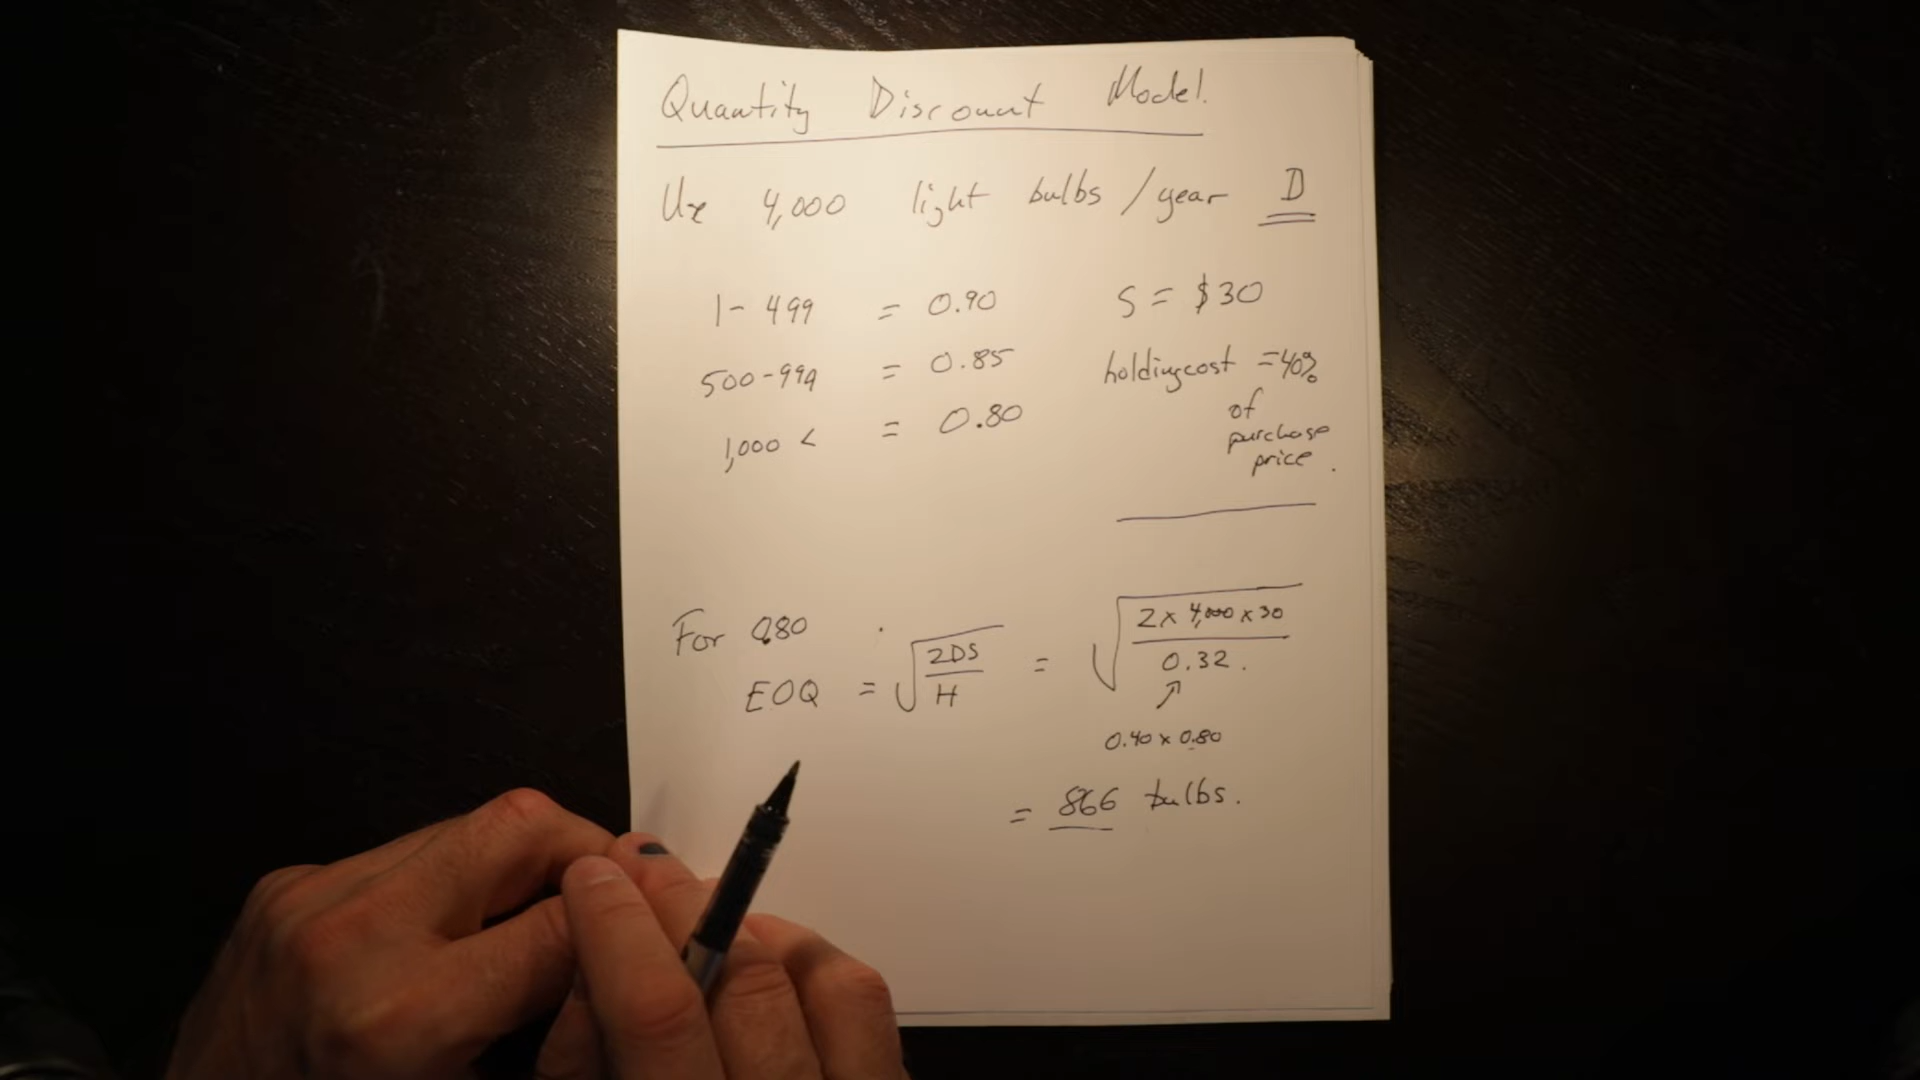 Quantity Discount Model.
Use 4,000 light bulbs / year D
1 - 499 = 0.90 S = $30
500 - 999 = 0.85 holding cost = 40%
of
purchase
price.
1,000 < = 0.80
For 0.80
EOQ = √(2DS / H) = √(2 x 4,000 x 30 / 0.32.)
0.40 x 0.80
= 866 bulbs.